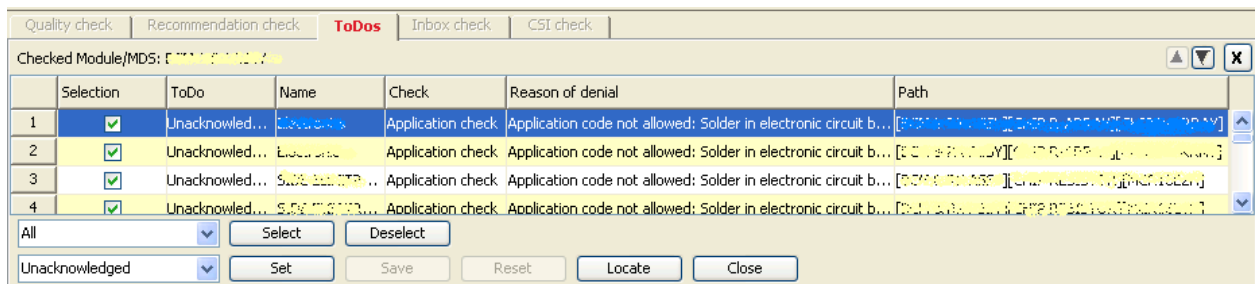 Quality check Recommendation check ToDos Inbox check CSI check
Checked Module/MDS:
X
Selection ToDo Name Check Reason of denial Path
1 Unacknowled... Application check Application code not allowed: Solder in electronic circuit b...
2 Unacknowled... Application check Application code not allowed: Solder in electronic circuit b...
3 Unacknowled... Application check Application code not allowed: Solder in electronic circuit b...
4 Unacknowled... Application check Application code not allowed: Solder in electronic circuit b...
All Select Deselect
Unacknowledged Set Save Reset Locate Close